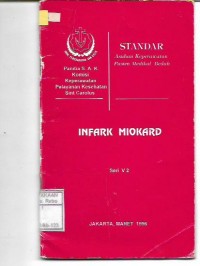 Panitia S. A. K
Komisi
Keperawatan
Pelayanan Kesehatan
Sint Carolus
STANDAR
Asuhan Keperawatan
Pasien Medikal Bedah
INFARK MIOKARD
Seri V 2
JAKARTA, MARET 1996